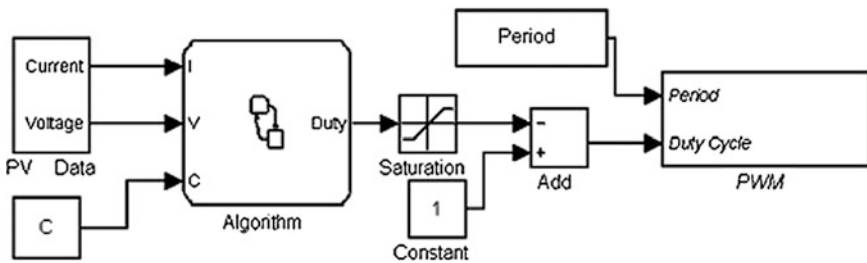 Current
Voltage
PV Data
C
I
V
C
Duty
Algorithm
Saturation
1
Constant
−
+
Add
Period
Period
Duty Cycle
PWM